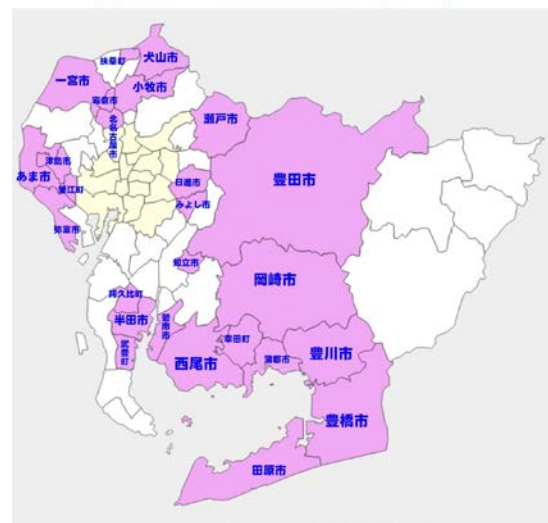 犬山市
扶桑町
一宮市
小牧市
岩倉市
北名古屋市
瀬戸市
津島市
あま市
日進市
豊田市
蟹江町
みよし市
弥富市
知立市
岡崎市
阿久比町
半田市
碧南市
幸田町
豊川市
武豊町
西尾市
蒲郡市
豊橋市
田原市